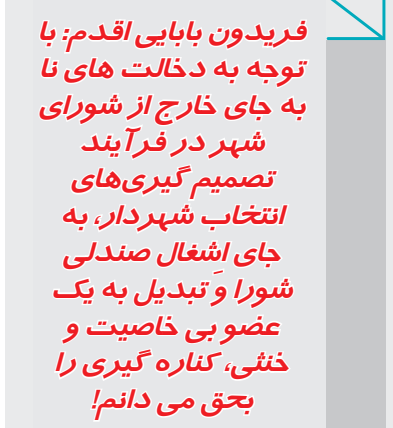 فریدون بابایی اقدم: با
توجه به دخالت های نا
به جای خارج از شورای
شهر در فرآیند
تصمیم گیری‌های
انتخاب شهردار، به
جای اشغال صندلی
شورا وَ تبدیل به یک
عضو بی خاصیت و
خنثی، کناره گیری را
بحق می دانم!